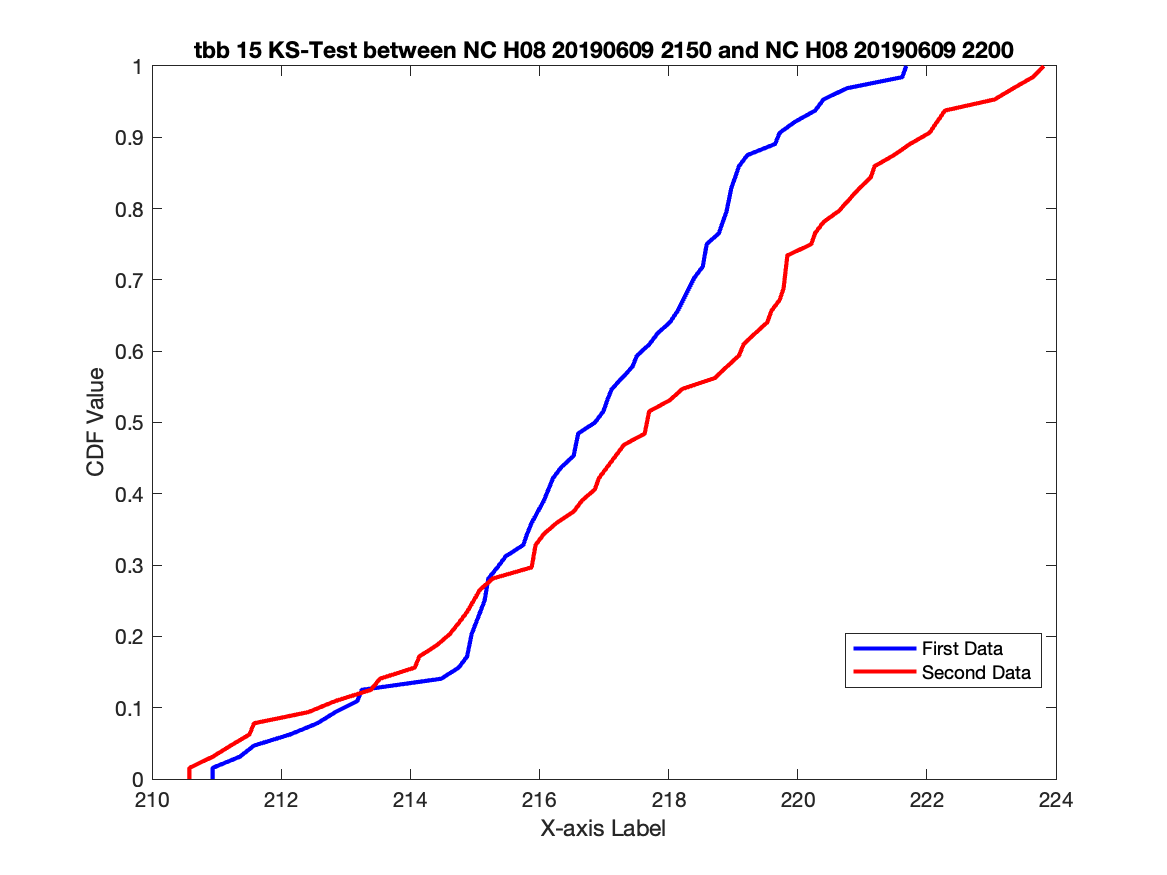 tbb 15 KS-Test between NC H08 20190609 2150 and NC H08 20190609 2200
1
0.9
0.8
0.7
0.6
0.5
0.4
0.3
0.2
0.1
0
CDF Value
First Data
Second Data
210 212 214 216 218 220 222 224
X-axis Label